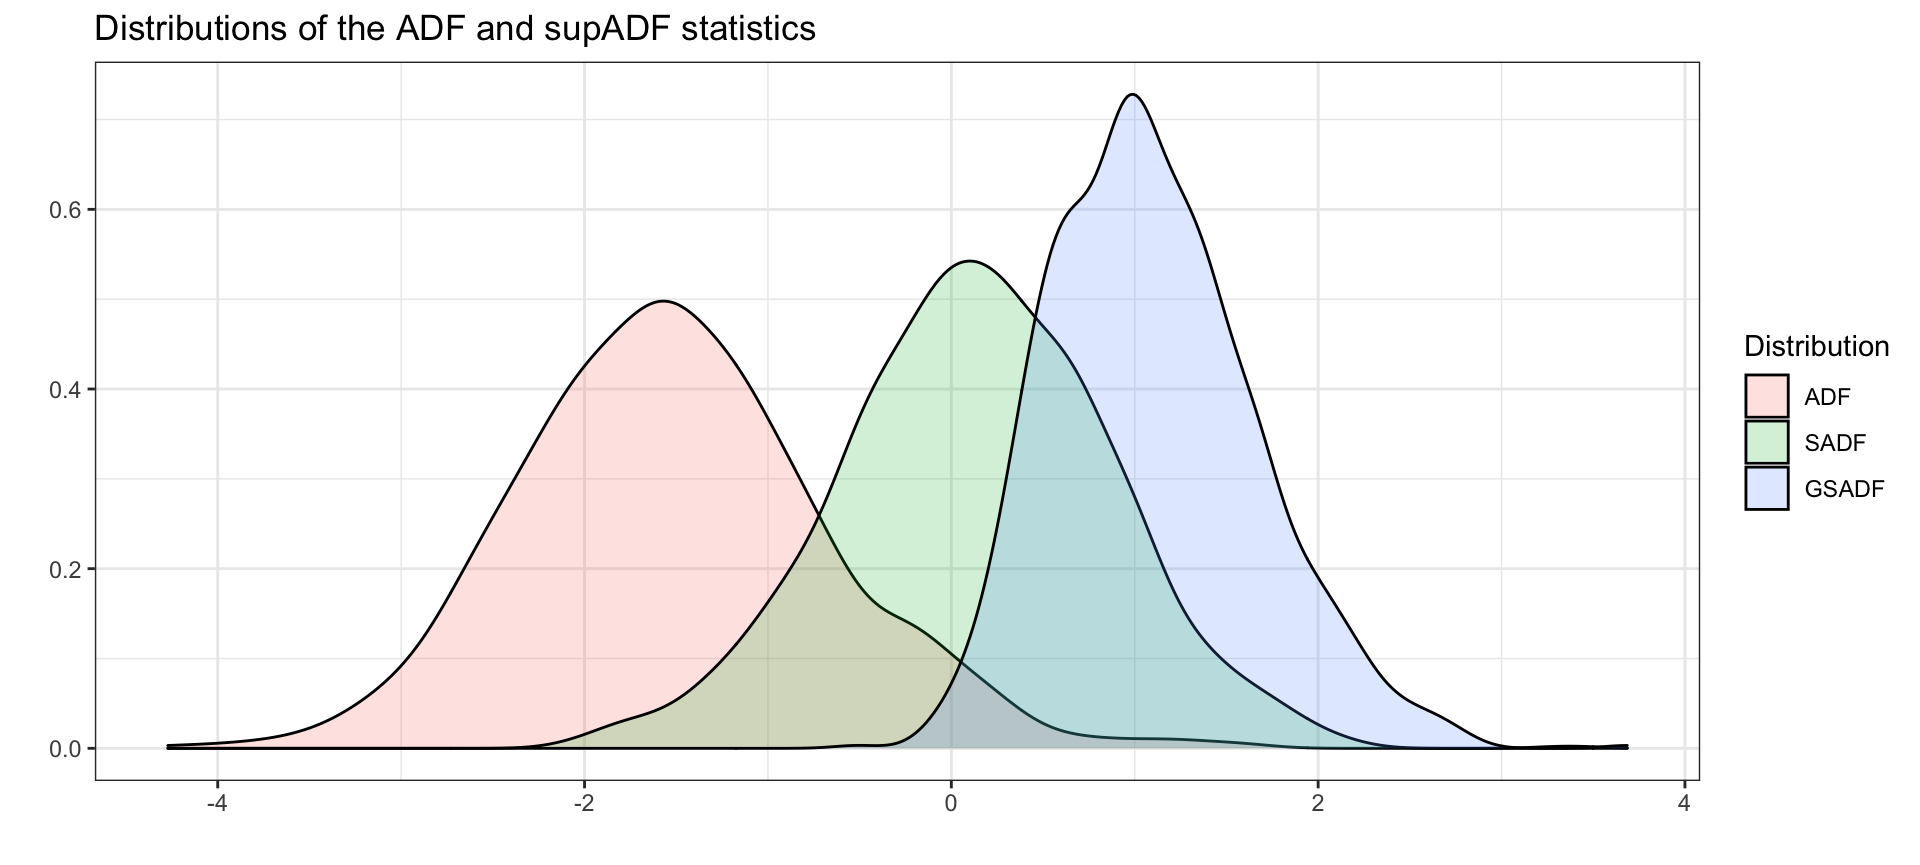 Distributions of the ADF and supADF statistics
0.6
0.4
0.2
0.0
-4
-2
0
2
4
Distribution
ADF
SADF
GSADF